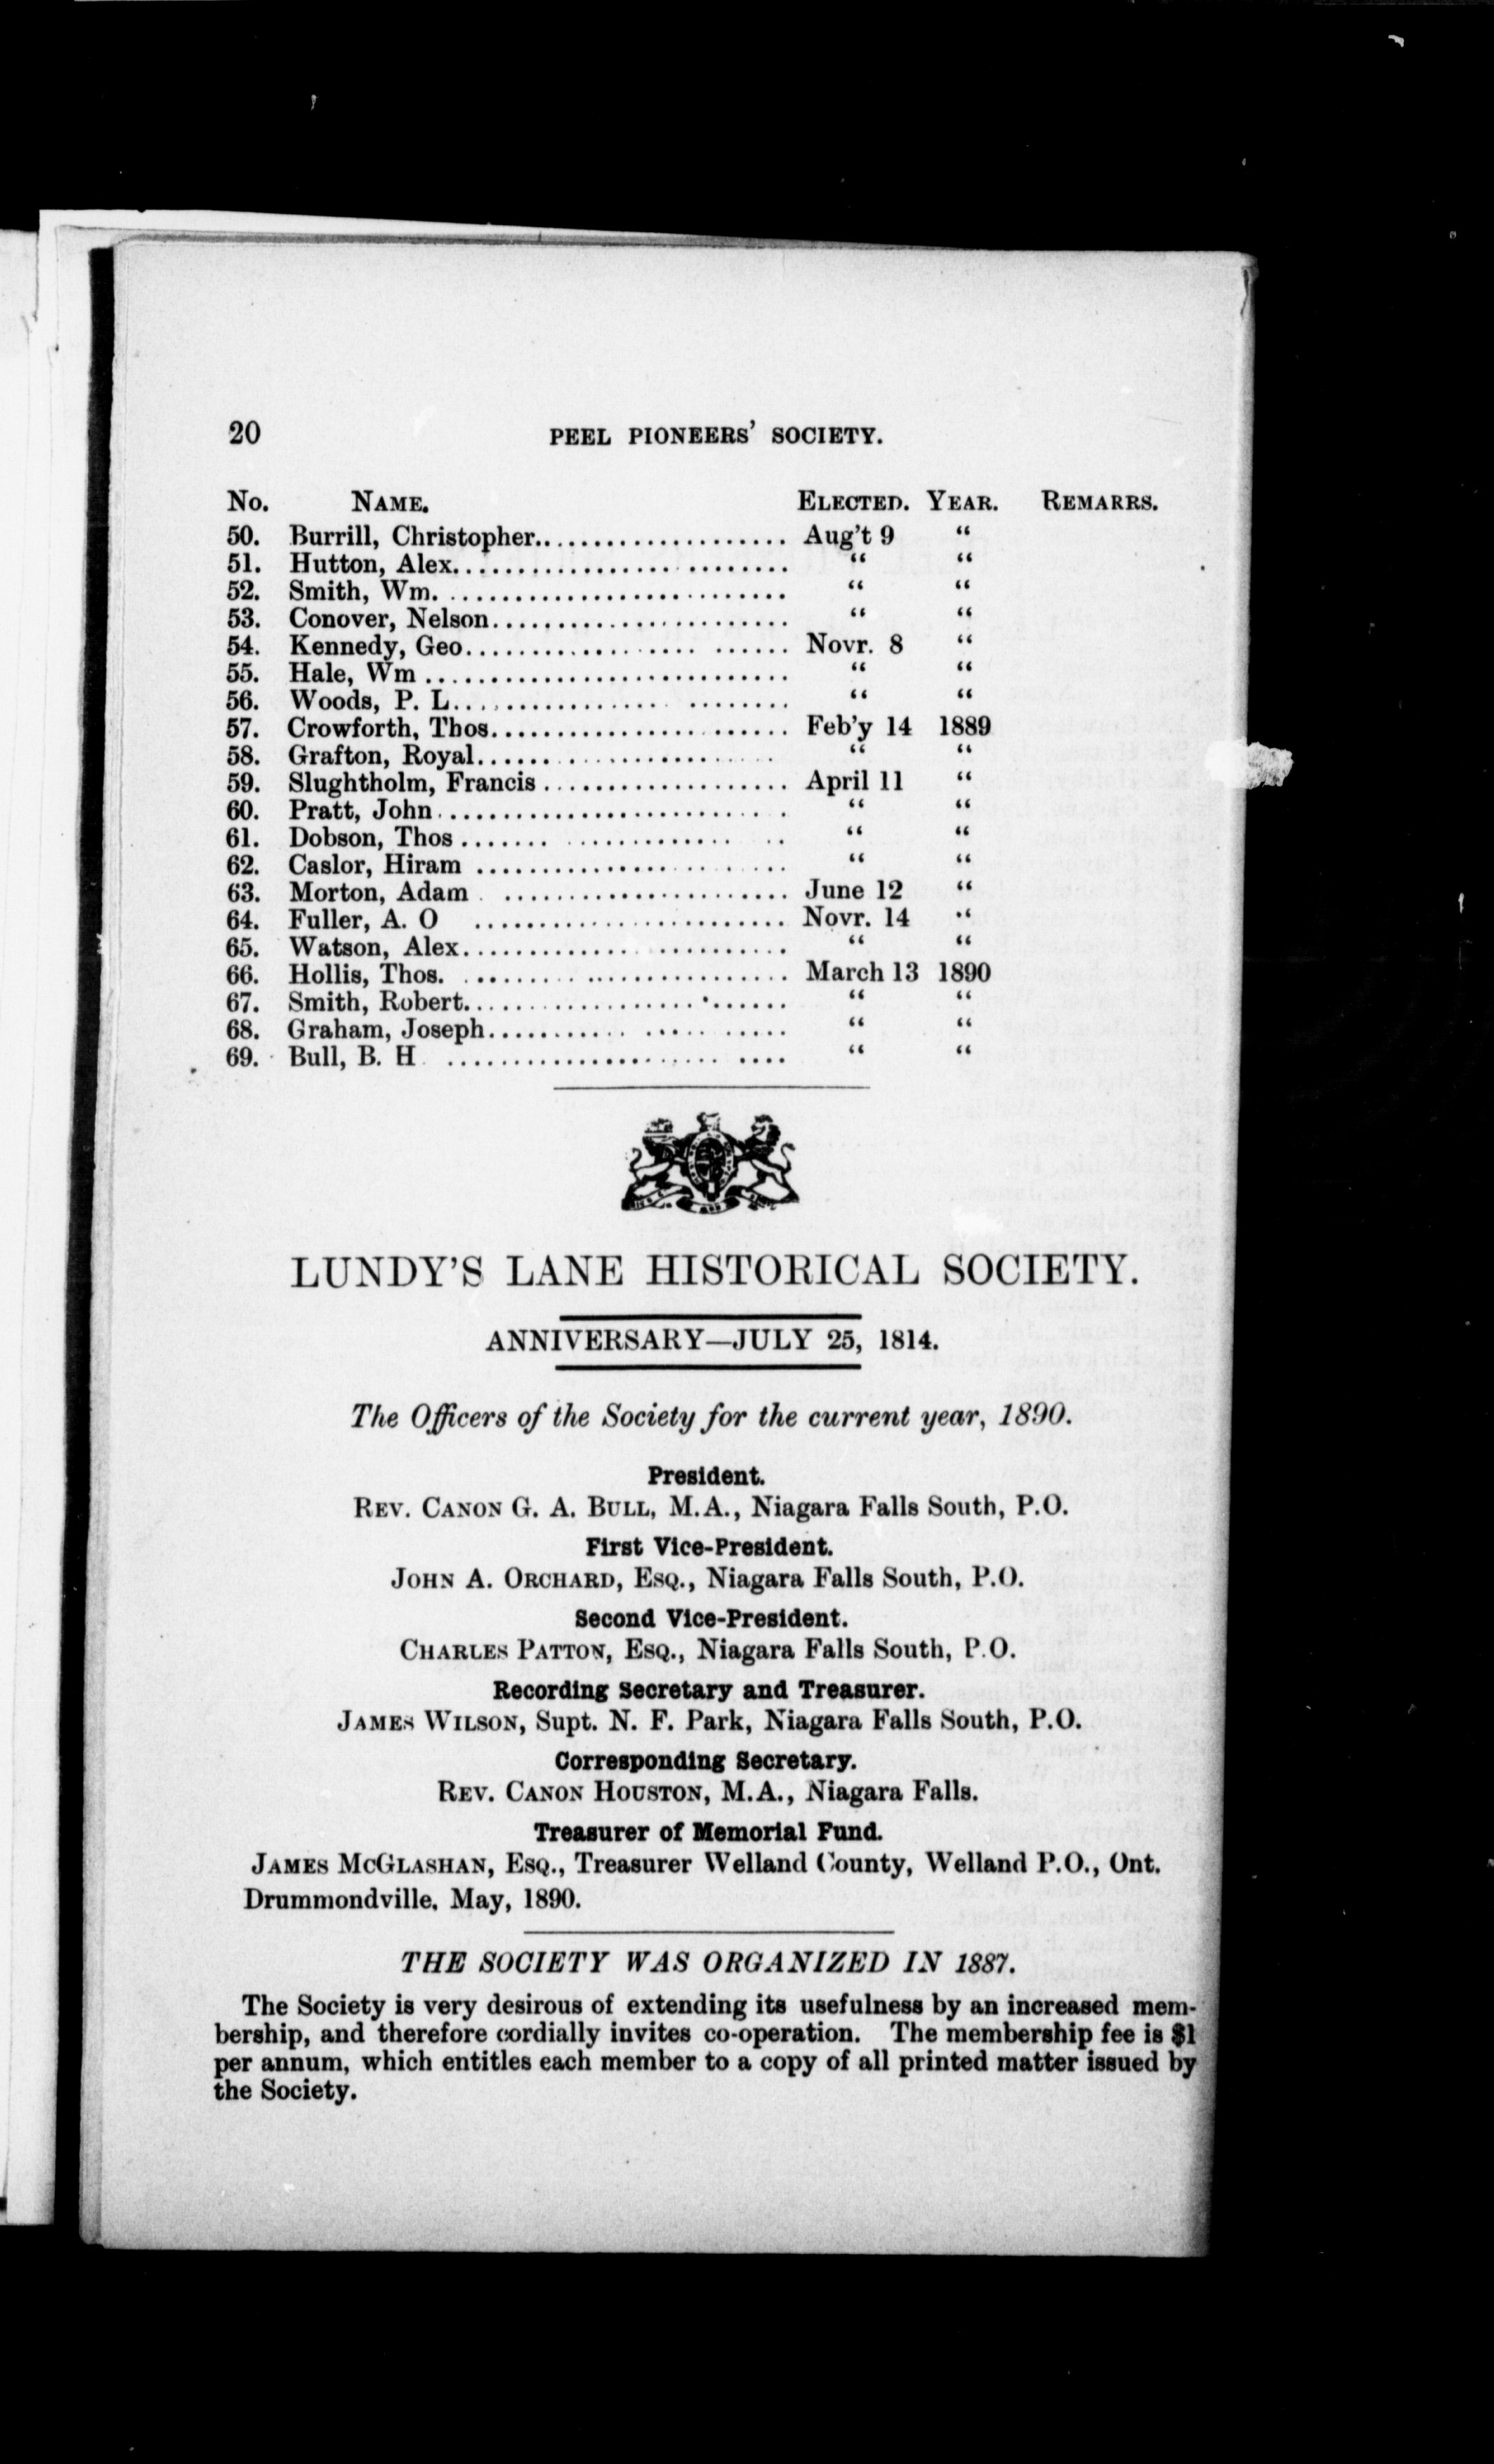 20 PEEL PIONEERS' SOCIETY.
No. NAME. ELECTED. YEAR. REMARRS.
50. Burrill, Christopher.................... Aug't 9 “
51. Hutton, Alex......................... “ “
52. Smith, Wm. .......................... “ “
53. Conover, Nelson....................... “ “
54. Kennedy, Geo......................... Novr. 8 “
55. Hale, Wm ............................ “ “
56. Woods, P. L.......................... “ “
57. Crowforth, Thos....................... Feb'y 14 1889
58. Grafton, Royal........................ “ “
59. Slughtholm, Francis ................... April 11 “
60. Pratt, John........................... “ “
61. Dobson, Thos ........................ “ “
62. Caslor, Hiram ........................ “ “
63. Morton, Adam ....................... June 12 “
64. Fuller, A. O ........................ Novr. 14 “
65. Watson, Alex......................... “ “
66. Hollis, Thos. ......................... March 13 1890
67. Smith, Robert......................... “ “
68. Graham, Joseph....................... “ “
69. Bull, B. H .......................... “ “
LUNDY'S LANE HISTORICAL SOCIETY.
ANNIVERSARY—JULY 25, 1814.
The Officers of the Society for the current year, 1890.
President.
REV. CANON G. A. BULL, M.A., Niagara Falls South, P.O.
First Vice-President.
JOHN A. ORCHARD, ESQ., Niagara Falls South, P.O.
Second Vice-President.
CHARLES PATTON, ESQ., Niagara Falls South, P.O.
Recording Secretary and Treasurer.
JAMES WILSON, Supt. N. F. Park, Niagara Falls South, P.O.
Corresponding Secretary.
REV. CANON HOUSTON, M.A., Niagara Falls.
Treasurer of Memorial Fund.
JAMES MCGLASHAN, ESQ., Treasurer Welland County, Welland P.O., Ont.
Drummondville, May, 1890.
THE SOCIETY WAS ORGANIZED IN 1887.
The Society is very desirous of extending its usefulness by an increased mem-
bership, and therefore cordially invites co-operation. The membership fee is $1
per annum, which entitles each member to a copy of all printed matter issued by
the Society.